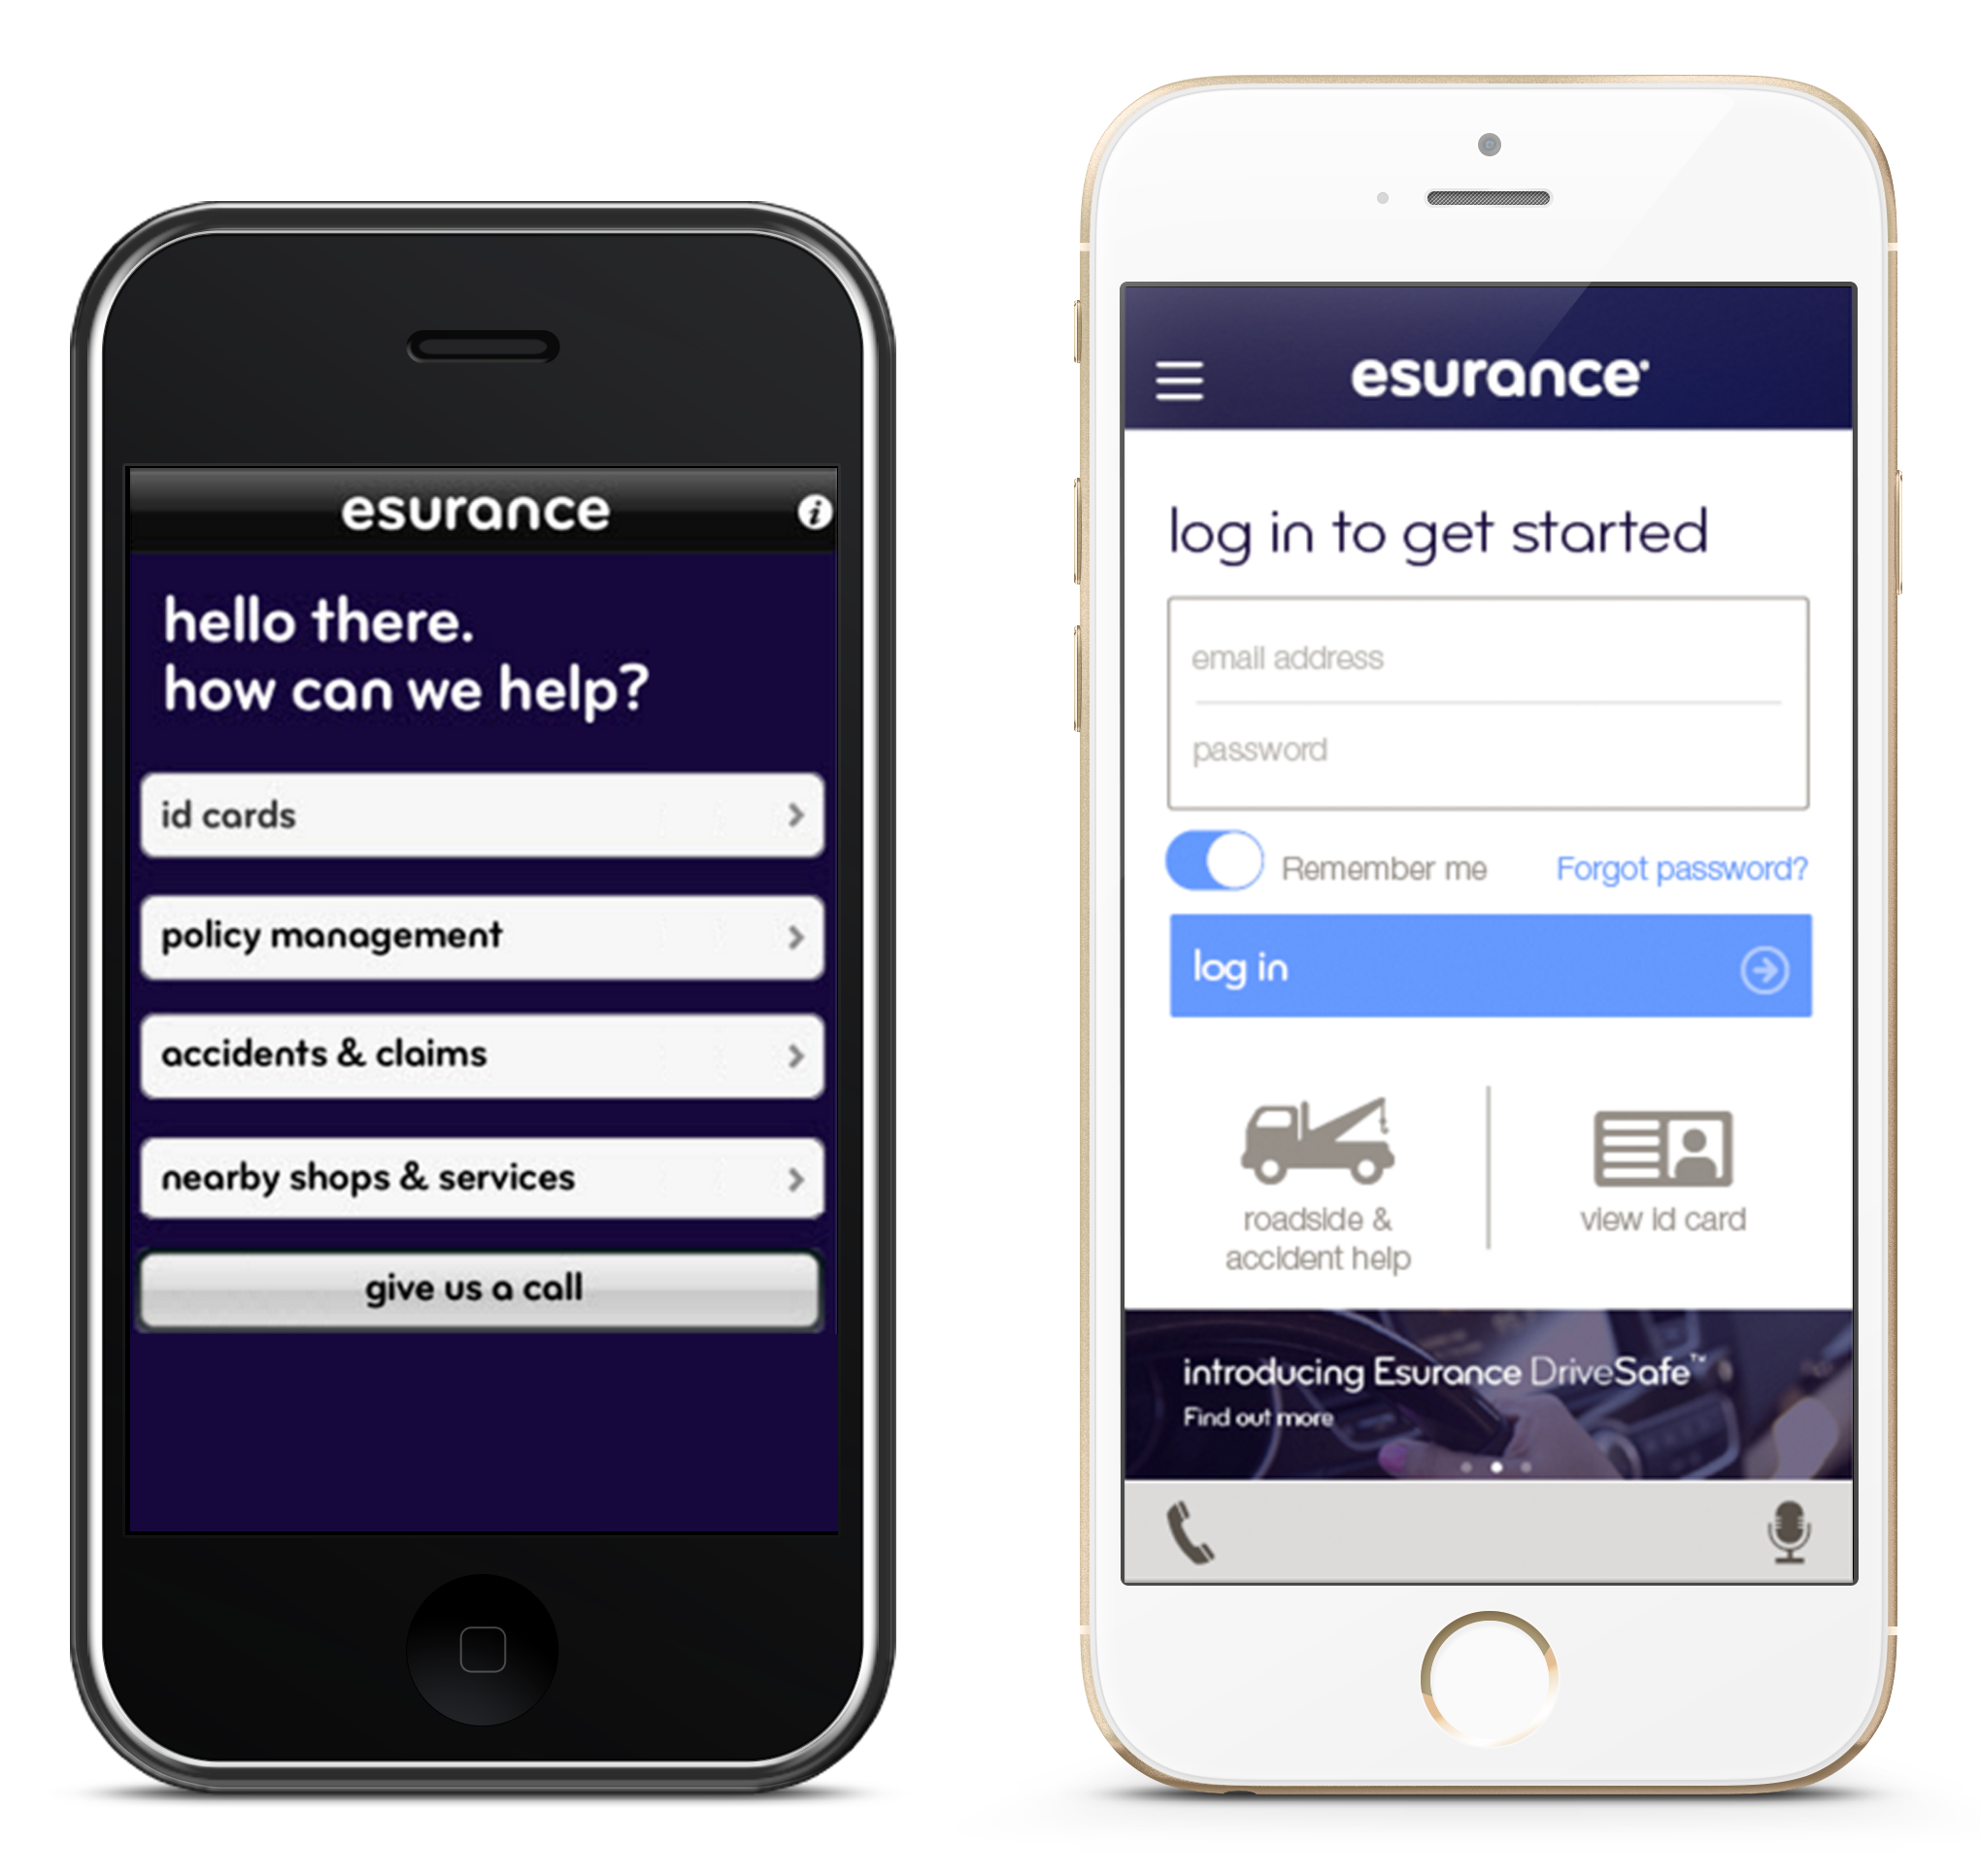 esurance
i
hello there.
how can we help?
id cards
policy management
accidents & claims
nearby shops & services
give us a call
esurance
log in to get started
email address
password
Remember me
Forgot password?
log in
roadside &
accident help
view id card
introducing Esurance DriveSafe™
Find out more